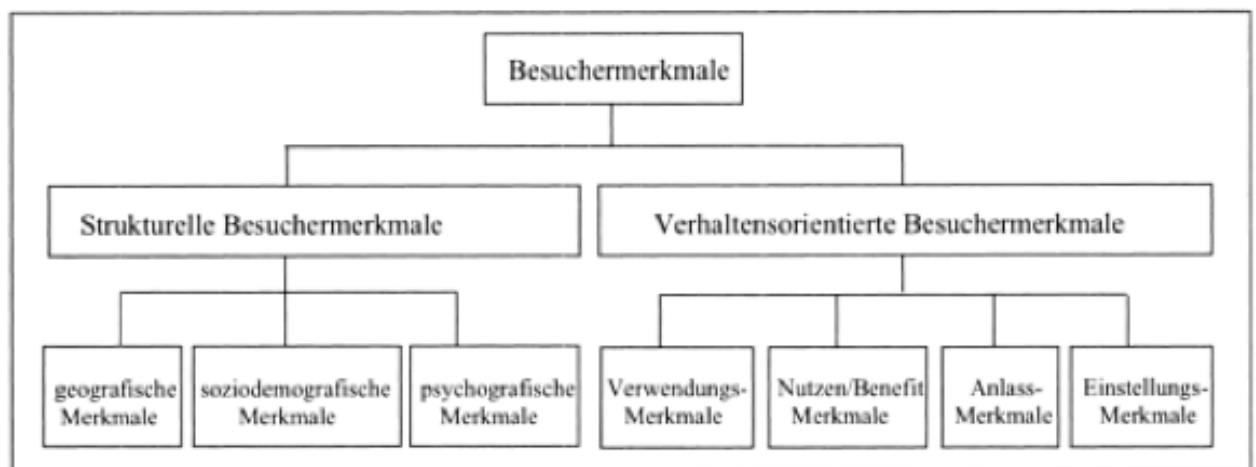 Besuchermerkmale
Strukturelle Besuchermerkmale
Verhaltensorientierte Besuchermerkmale
geografische
Merkmale
soziodemografische
Merkmale
psychografische
Merkmale
Verwendungs-
Merkmale
Nutzen/Benefit
Merkmale
Anlass-
Merkmale
Einstellungs-
Merkmale